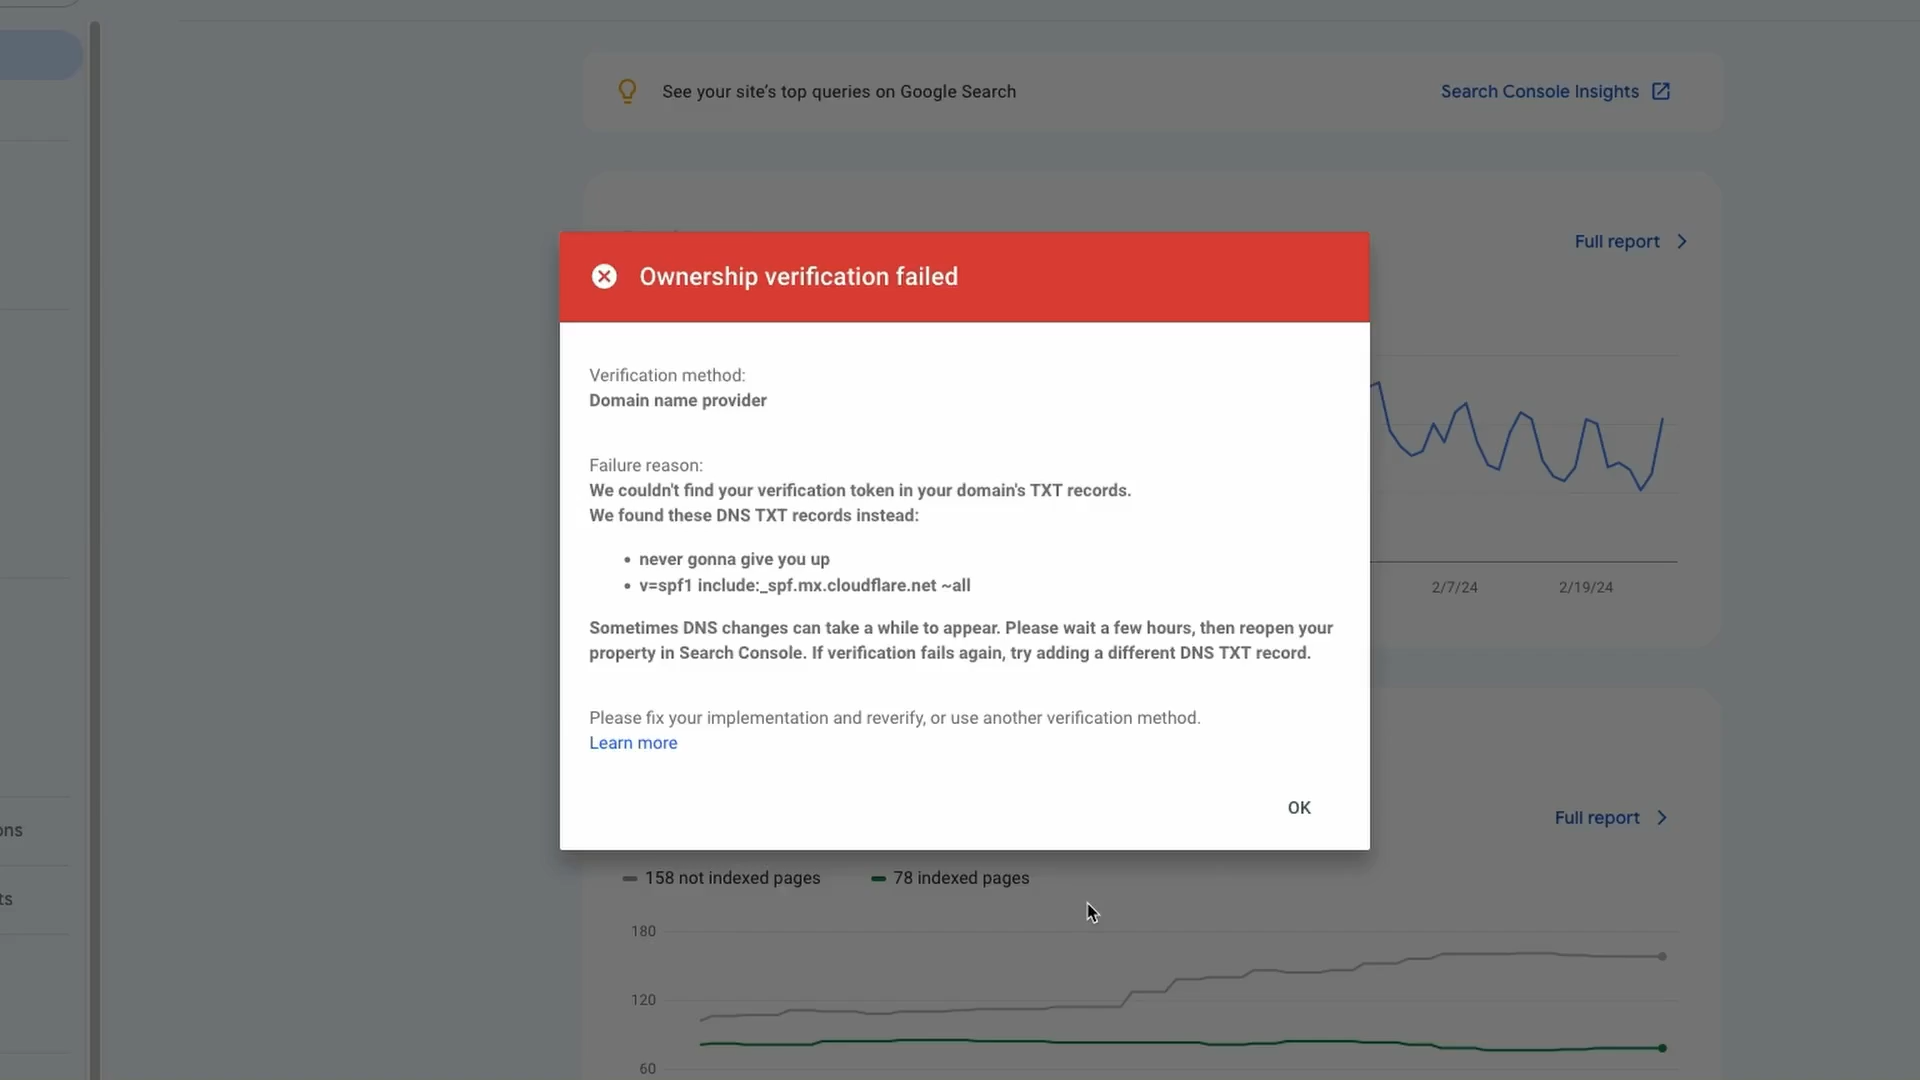 See your site's top queries on Google Search
Search Console Insights
Full report
Ownership verification failed
Verification method:
Domain name provider
Failure reason:
We couldn't find your verification token in your domain's TXT records.
We found these DNS TXT records instead:
• never gonna give you up
• v=spf1 include:_spf.mx.cloudflare.net ~all
2/7/24
2/19/24
Sometimes DNS changes can take a while to appear. Please wait a few hours, then reopen your
property in Search Console. If verification fails again, try adding a different DNS TXT record.
Please fix your implementation and reverify, or use another verification method.
Learn more
OK
Full report
ons
158 not indexed pages
78 indexed pages
ts
180
120
60